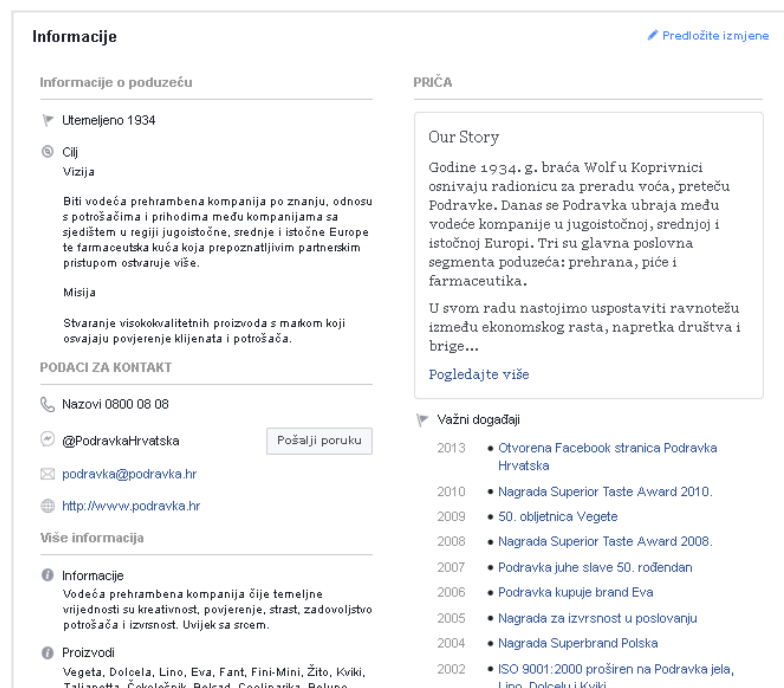 Informacije
Predložite izmjene
Informacije o poduzeću
Utemeljeno 1934
Cilj
Vizija
Biti vodeća prehrambena kompanija po znanju, odnosu
s potrošačima i prihodima među kompanijama sa
sjedištem u regiji jugoistočne, srednje i istočne Europe
te farmaceutska kuća koja prepoznatljivim partnerskim
pristupom ostvaruje više.
Misija
Stvaranje visokokvalitetnih proizvoda s markom koji
osvajaju povjerenje klijenata i potrošača.
PODACI ZA KONTAKT
Nazovi 0800 08 08
@PodravkaHrvatska
Pošalji poruku
podravka@podravka.hr
http://www.podravka.hr
Više informacija
Informacije
Vodeća prehrambena kompanija čije temeljne
vrijednosti su kreativnost, povjerenje, strast, zadovoljstvo
potrošača i izvrsnost. Uvijek sa srcem.
Proizvodi
Vegeta, Dolcela, Lino, Eva, Fant, Fini-Mini, Žito, Kviki,
Talianetta, Čokolešnik, Belsad, Coolinarika, Belupo
PRIČA
Our Story
Godine 1934. g. braća Wolf u Koprivnici
osnivaju radionicu za preradu voća, preteču
Podravke. Danas se Podravka ubraja među
vodeće kompanije u jugoistočnoj, srednjoj i
istočnoj Europi. Tri su glavna poslovna
segmenta poduzeća: prehrana, piće i
farmaceutika.
U svom radu nastojimo uspostaviti ravnotežu
između ekonomskog rasta, napretka društva i
brige...
Pogledajte više
Važni događaji
2013 • Otvorena Facebook stranica Podravka
Hrvatska
2010 • Nagrada Superior Taste Award 2010.
2009 • 50. obljetnica Vegete
2008 • Nagrada Superior Taste Award 2008.
2007 • Podravka juhe slave 50. rođendan
2006 • Podravka kupuje brand Eva
2005 • Nagrada za izvrsnost u poslovanju
2004 • Nagrada Superbrand Polska
2002 • ISO 9001:2000 proširen na Podravka jela,
Lino, Dolcelu i Kviki